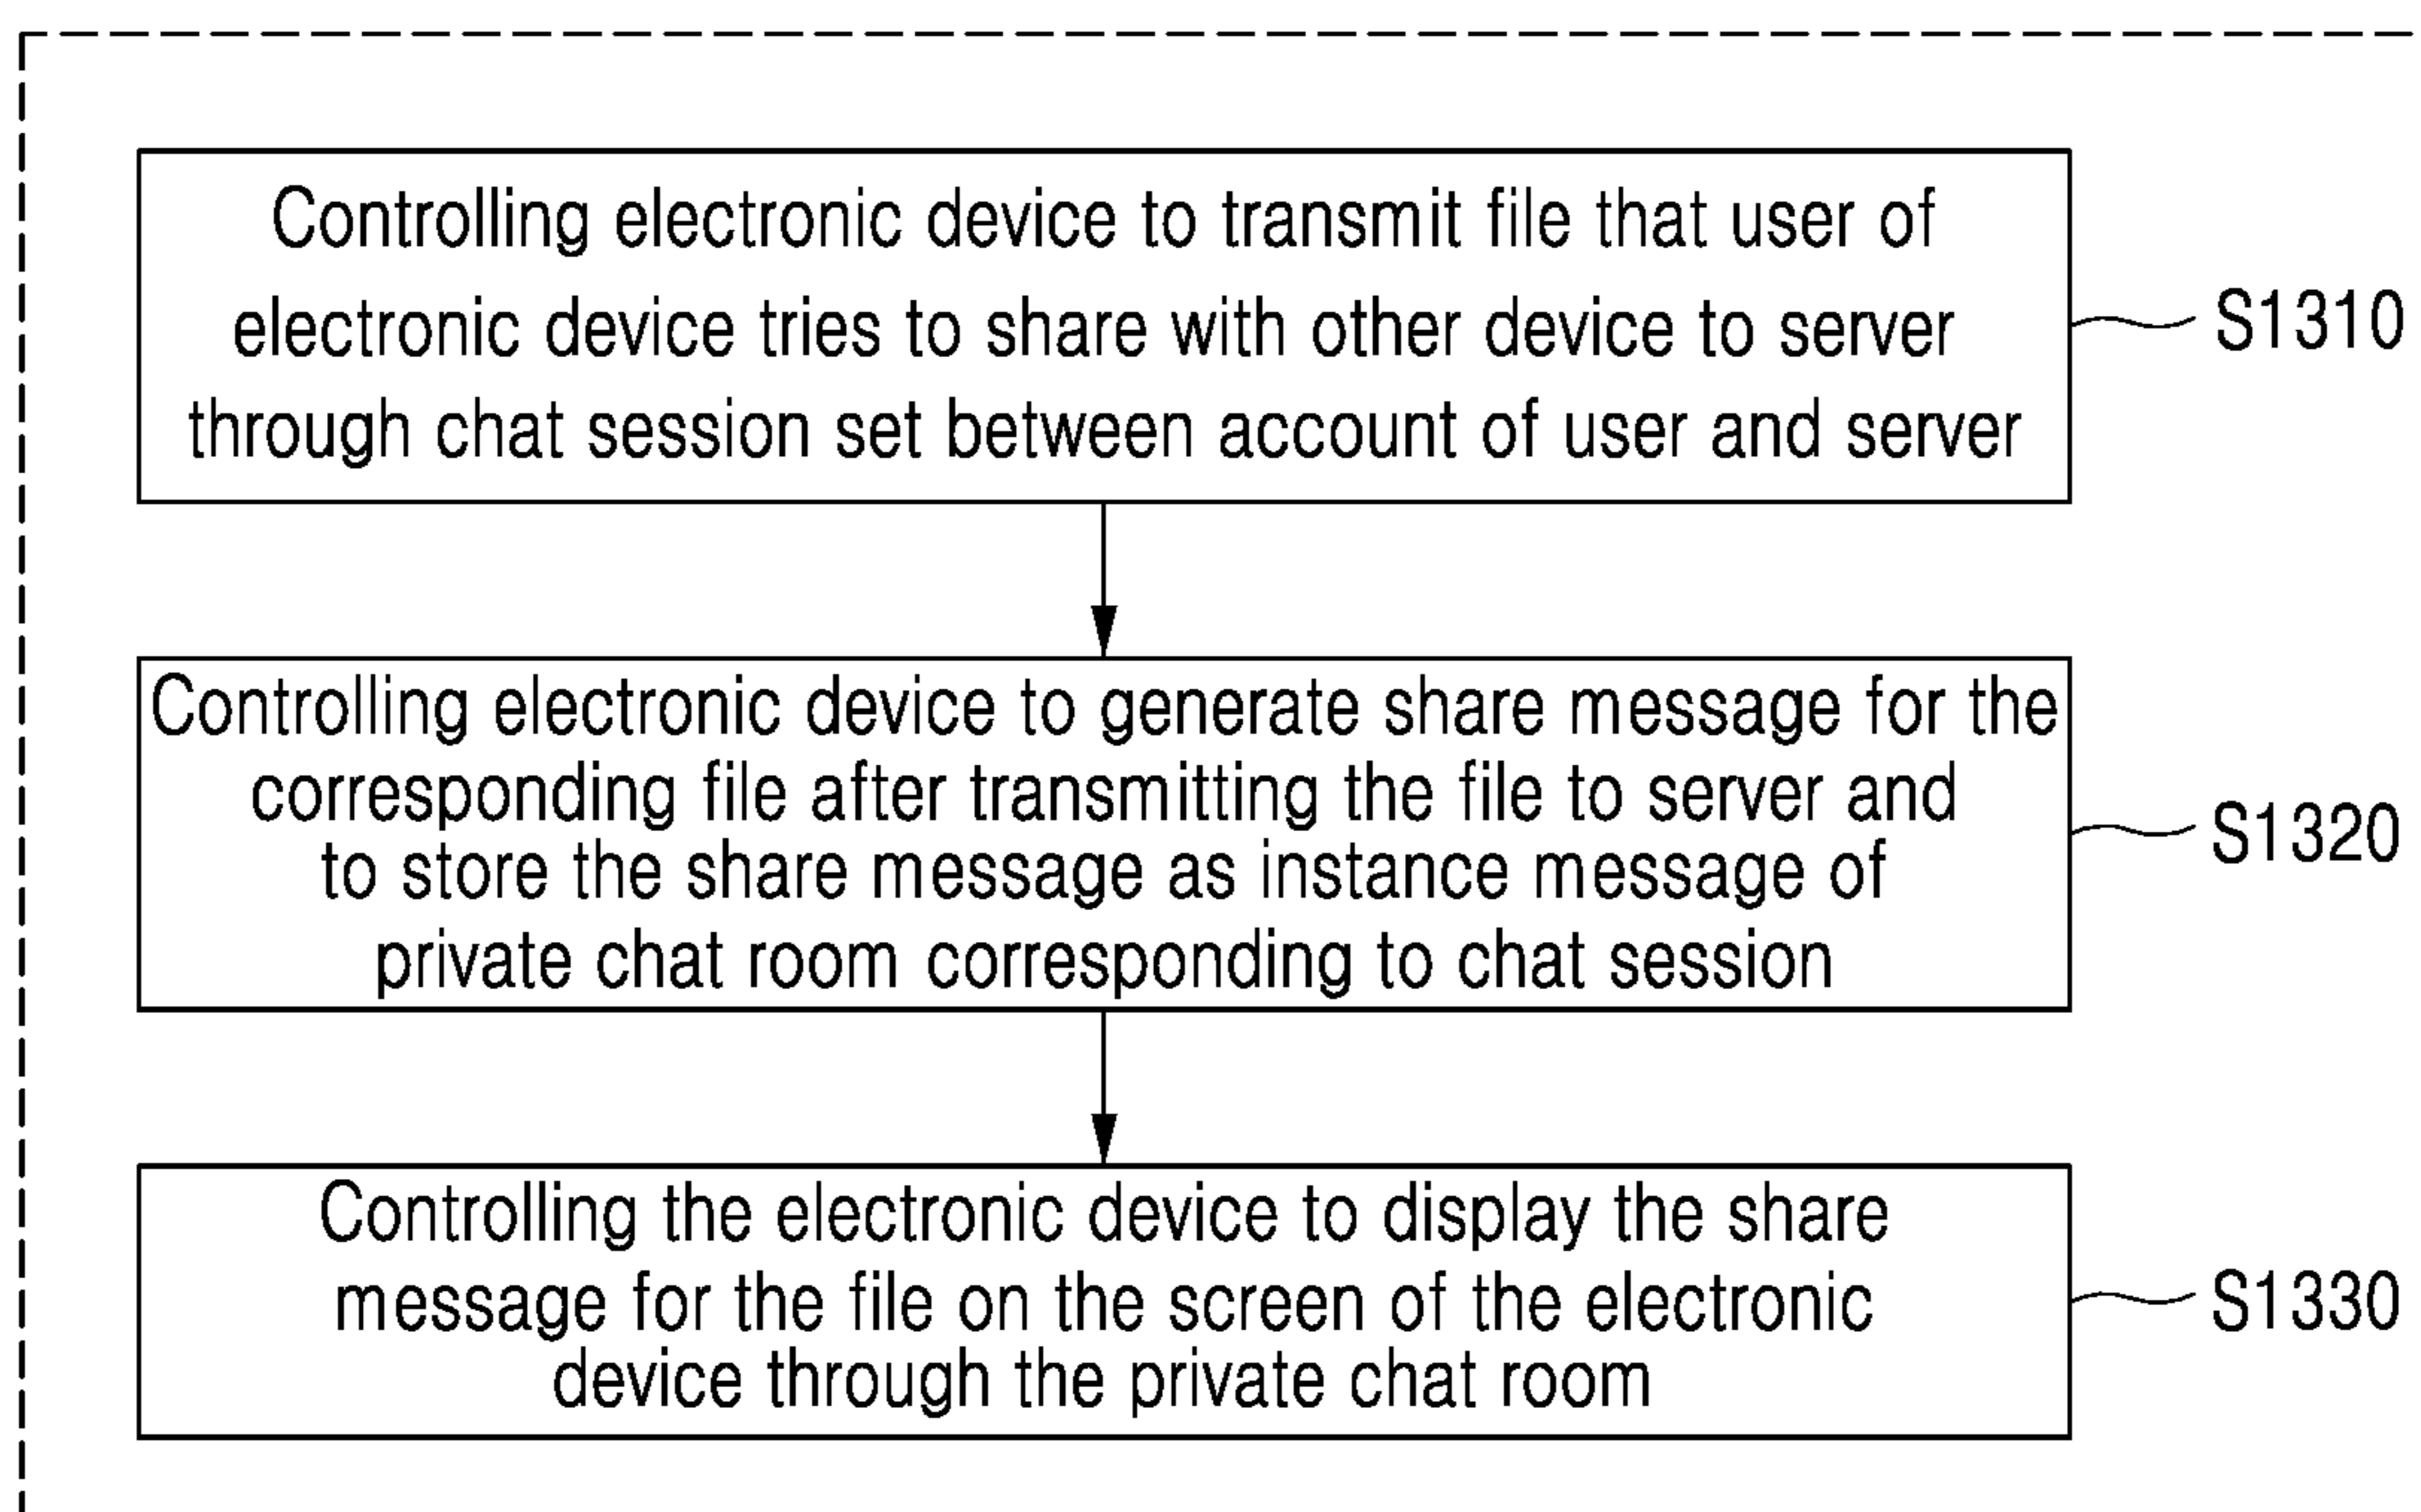 Controlling electronic device to transmit file that user of
electronic device tries to share with other device to server
through chat session set between account of user and server
S1310
Controlling electronic device to generate share message for the
corresponding file after transmitting the file to server and
to store the share message as instance message of
private chat room corresponding to chat session
S1320
Controlling the electronic device to display the share
message for the file on the screen of the electronic
device through the private chat room
S1330